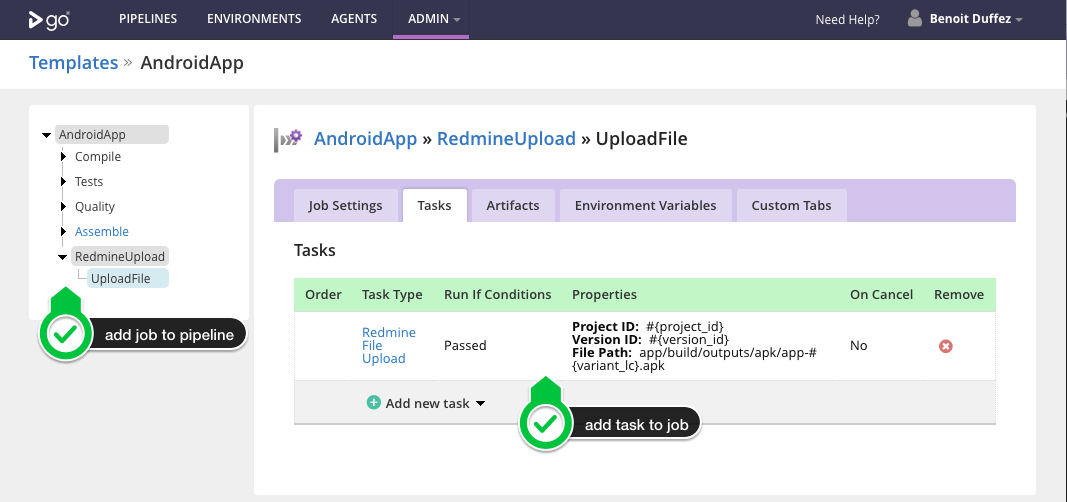 go PIPELINES ENVIRONMENTS AGENTS ADMIN Need Help? Benoit Duffez
Templates » AndroidApp
AndroidApp
Compile
Tests
Quality
Assemble
RedmineUpload
UploadFile
add job to pipeline
AndroidApp » RedmineUpload » UploadFile
Job Settings Tasks Artifacts Environment Variables Custom Tabs
Tasks
Order Task Type Run If Conditions Properties On Cancel Remove
Redmine
File
Upload
Passed
Project ID: #{project_id}
Version ID: #{version_id}
File Path: app/build/outputs/apk/app-#
{variant_lc}.apk
No
Add new task
add task to job